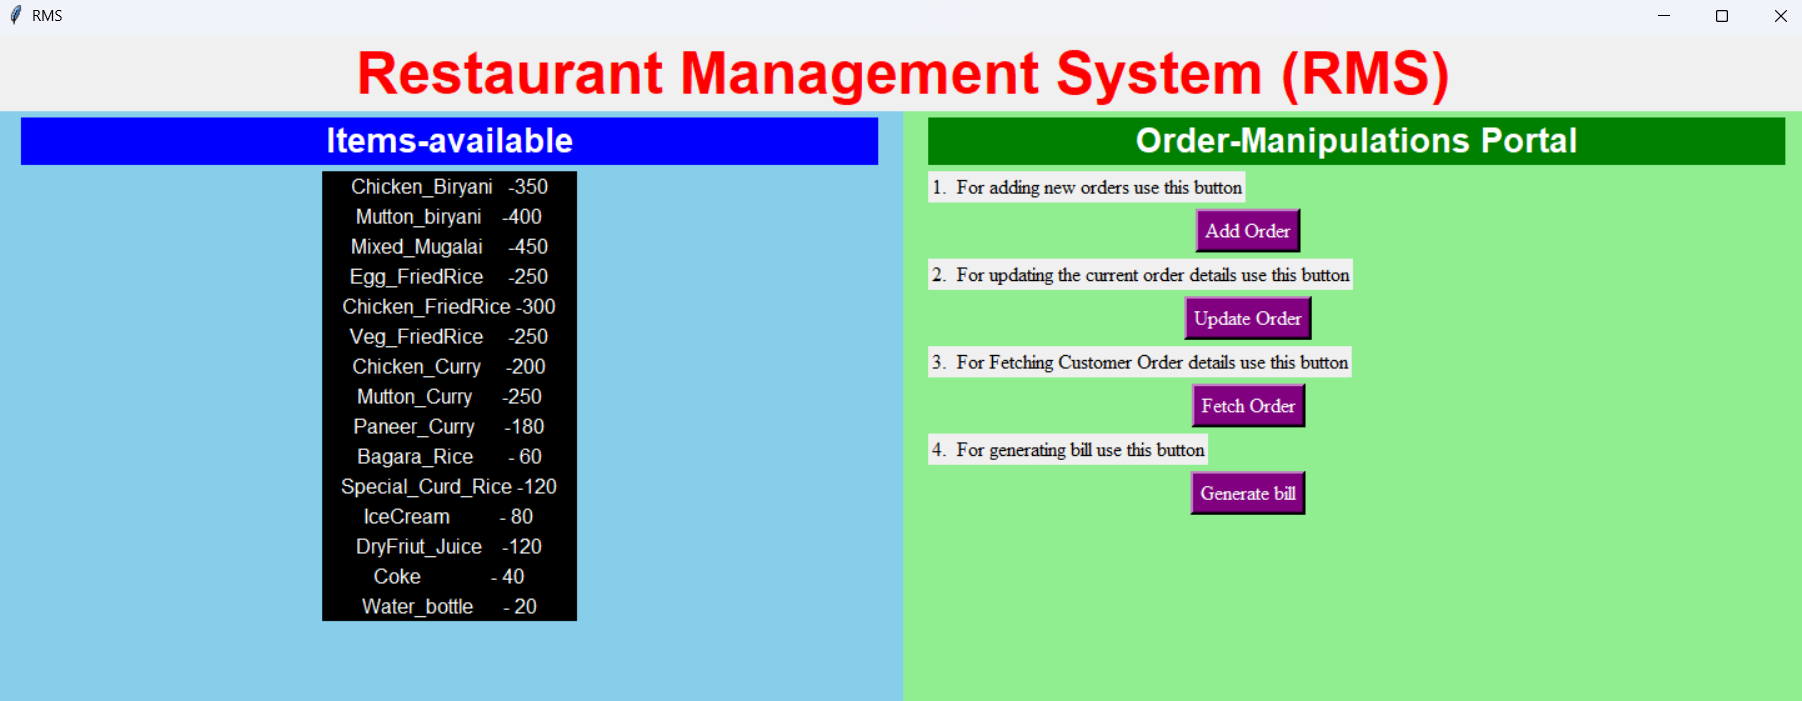 RMS
Restaurant Management System (RMS)
Items-available
Chicken_Biryani -350
Mutton_biryani -400
Mixed_Mugalai -450
Egg_FriedRice -250
Chicken_FriedRice -300
Veg_FriedRice -250
Chicken_Curry -200
Mutton_Curry -250
Paneer_Curry -180
Bagara_Rice - 60
Special_Curd_Rice -120
IceCream - 80
DryFriut_Juice -120
Coke - 40
Water_bottle - 20
Order-Manipulations Portal
1. For adding new orders use this button
Add Order
2. For updating the current order details use this button
Update Order
3. For Fetching Customer Order details use this button
Fetch Order
4. For generating bill use this button
Generate bill